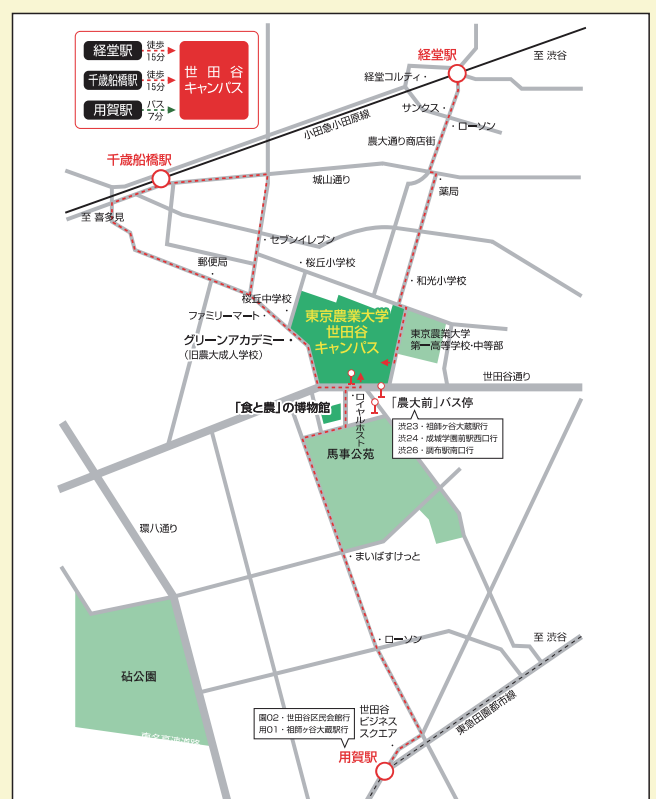 経堂駅
徒歩
15分
千歳船橋駅
徒歩
15分
用賀駅
バス
7分
世田谷
キャンパス
経堂駅
至 渋谷
経堂コルティ・
サンクス・
・ローソン
小田急小田原線
農大通り商店街
千歳船橋駅
城山通り
・
薬局
至 喜多見
・セブンイレブン
郵便局
・
・桜丘小学校
・和光小学校
桜丘中学校
・
ファミリーマート・
東京農業大学
世田谷
キャンパス
東京農業大学
第一高等学校・中等部
グリーンアカデミー・
(旧農大成人学校)
世田谷通り
「食と農」の博物館
・ロイヤルホスト
「農大前」バス停
渋23・祖師ヶ谷大蔵駅行
渋24・成城学園前駅西口行
渋26・調布駅南口行
馬事公苑
環八通り
・まいばすけっと
・ローソン
至 渋谷
砧公園
東急田園都市線
世田谷
ビジネス
スクエア
・
園02・世田谷区民会館行
用01・祖師ヶ谷大蔵駅行
東名高速道路
用賀駅